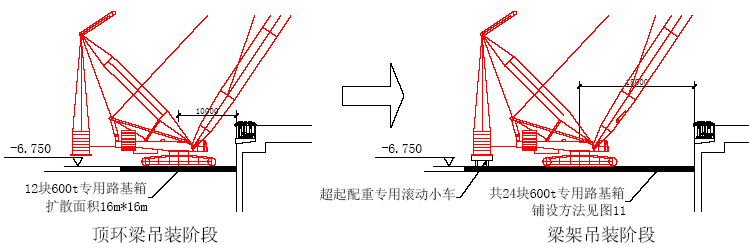 10000
-6.750
12块600t专用路基箱
扩散面积16m*16m
顶环梁吊装阶段
-6.750
超起配重专用滚动小车
共24块600t专用路基箱
铺设方法见图11
梁架吊装阶段